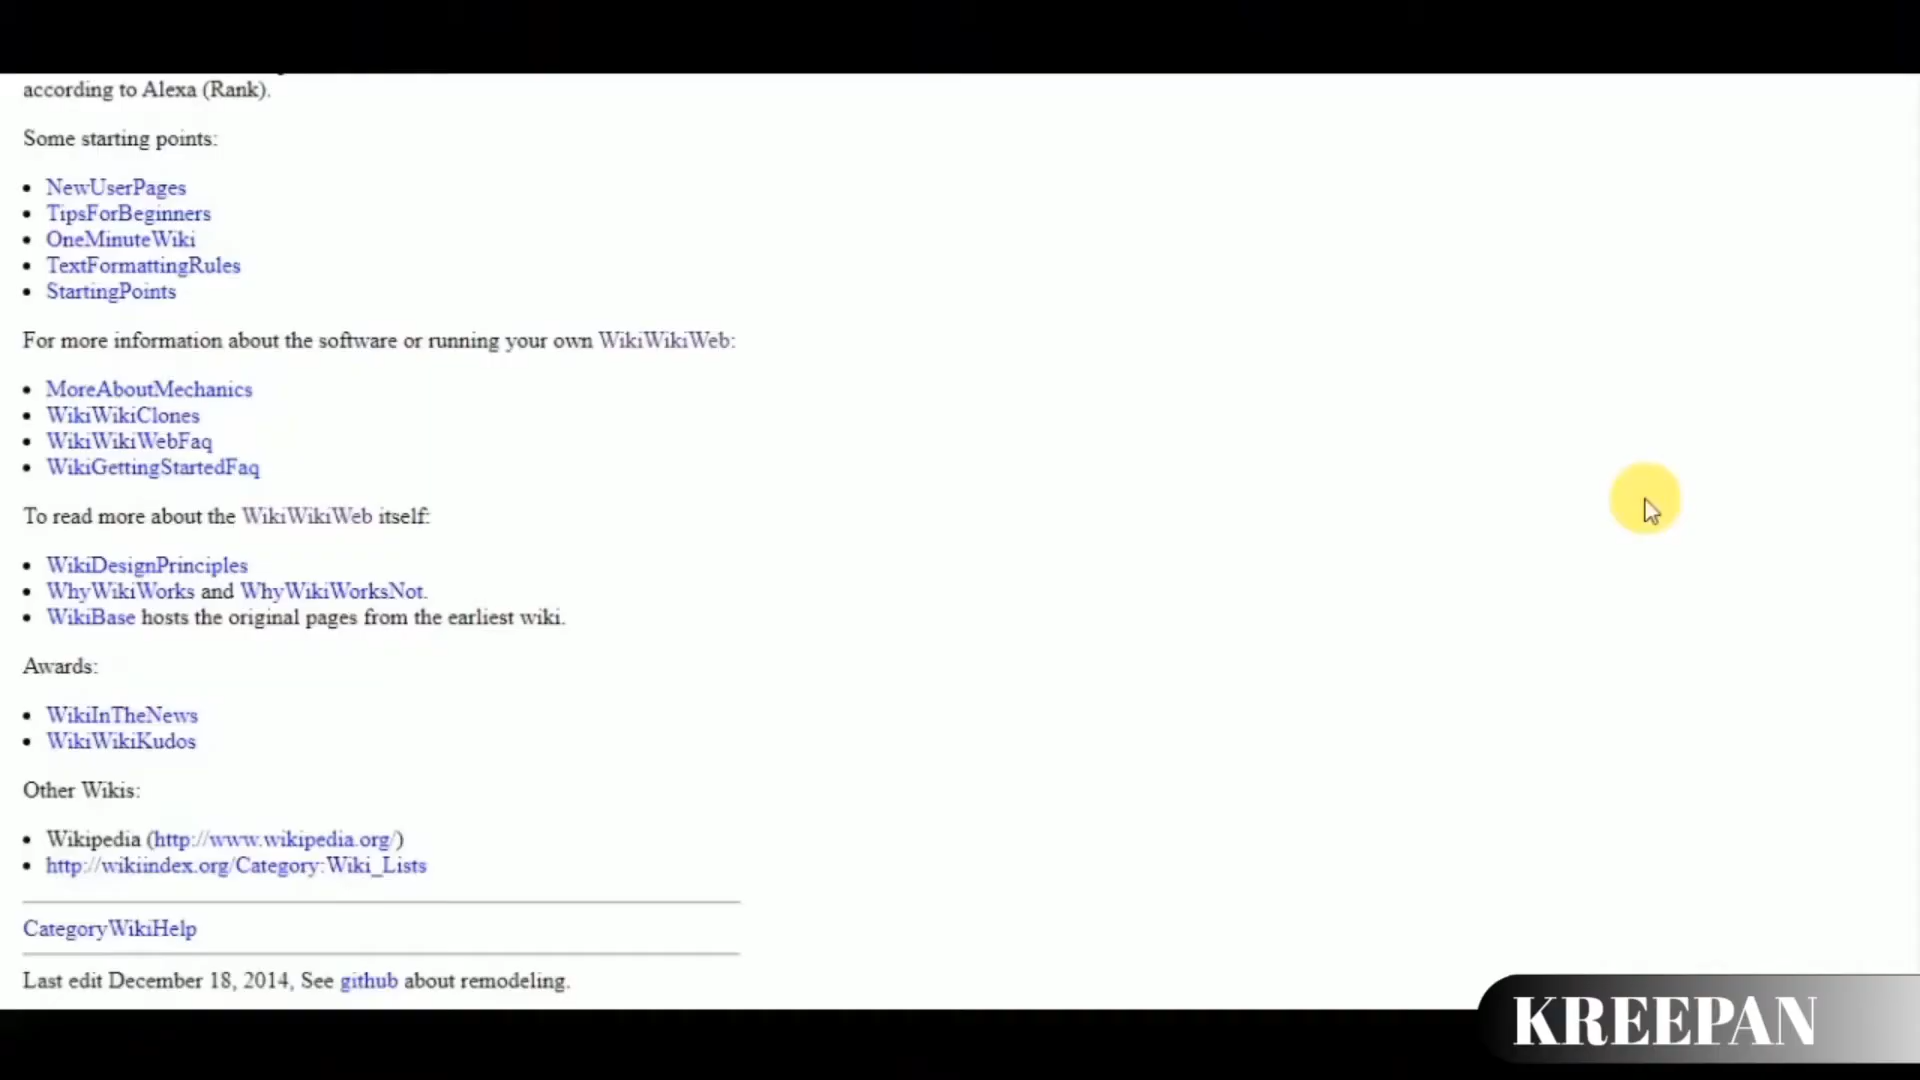 according to Alexa (Rank).
Some starting points:
• NewUserPages
• TipsForBeginners
• OneMinuteWiki
• TextFormattingRules
• StartingPoints
For more information about the software or running your own WikiWikiWeb:
• MoreAboutMechanics
• WikiWikiClones
• WikiWikiWebFaq
• WikiGettingStartedFaq
To read more about the WikiWikiWeb itself:
• WikiDesignPrinciples
• WhyWikiWorks and WhyWikiWorksNot.
• WikiBase hosts the original pages from the earliest wiki.
Awards:
• WikiInTheNews
• WikiWikiKudos
Other Wikis:
• Wikipedia (http://www.wikipedia.org/)
• http://wikiindex.org/Category:Wiki_Lists
CategoryWikiHelp
Last edit December 18, 2014, See github about remodeling.
KREEPAN